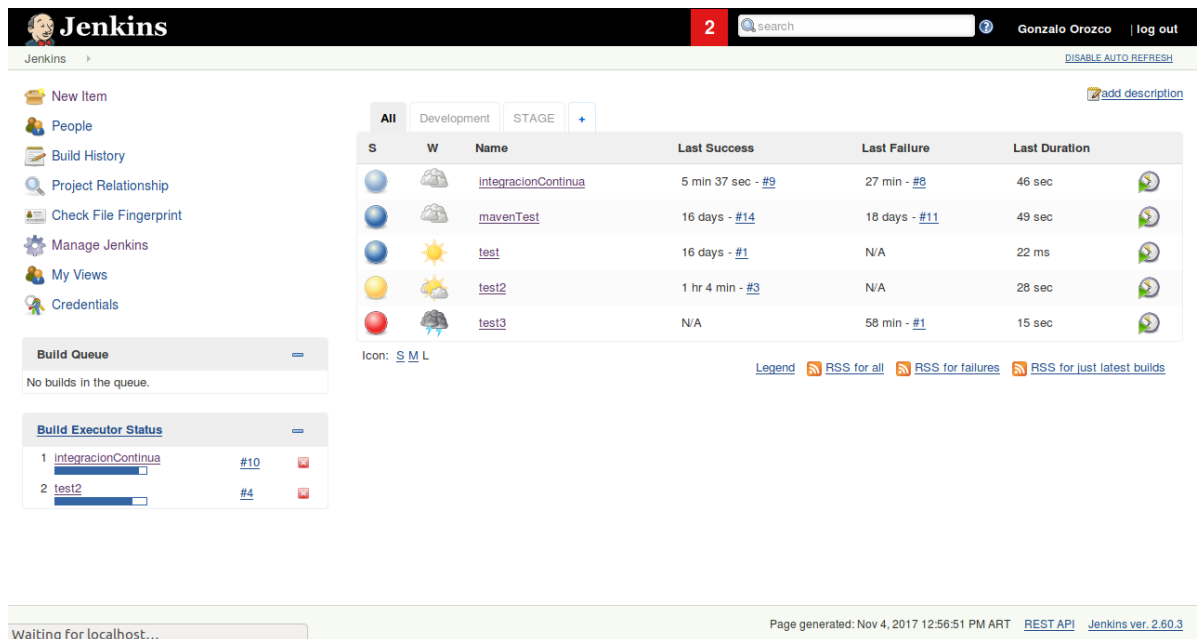 Jenkins
2
search
Gonzalo Orozco | log out
Jenkins
DISABLE AUTO REFRESH
New Item
People
Build History
Project Relationship
Check File Fingerprint
Manage Jenkins
My Views
Credentials
Build Queue
No builds in the queue.
Build Executor Status
1 integracionContinua #10
2 test2 #4
add description
All Development STAGE +
S W Name Last Success Last Failure Last Duration
integracionContinua 5 min 37 sec - #9 27 min - #8 46 sec
mavenTest 16 days - #14 18 days - #11 49 sec
test 16 days - #1 N/A 22 ms
test2 1 hr 4 min - #3 N/A 28 sec
test3 N/A 58 min - #1 15 sec
Icon: S M L
Legend RSS for all RSS for failures RSS for just latest builds
Page generated: Nov 4, 2017 12:56:51 PM ART REST API Jenkins ver. 2.60.3
Waiting for localhost...